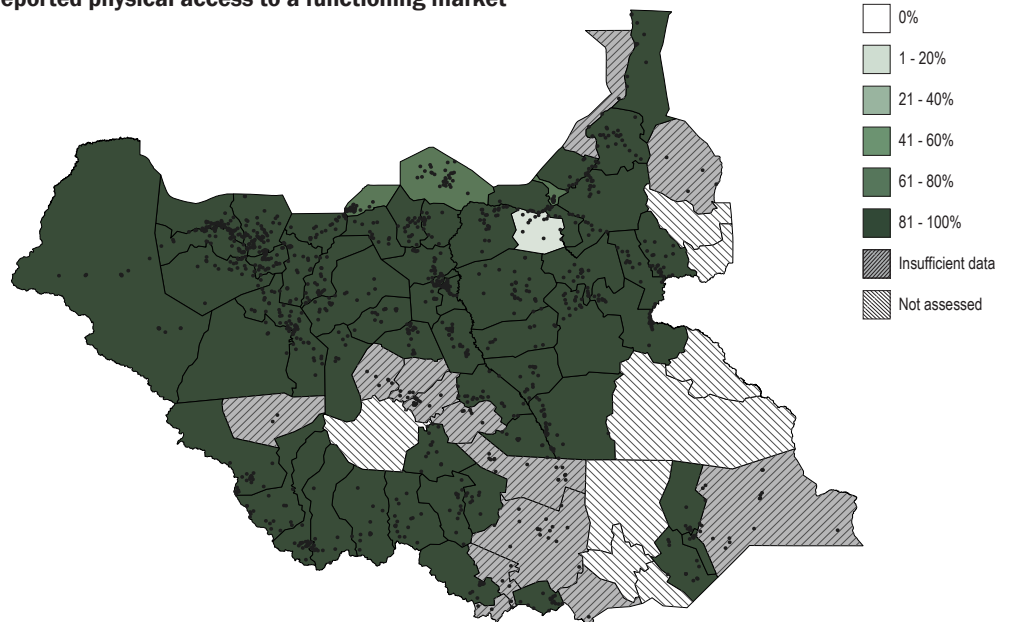 reported physical access to a functioning market
0%
1 - 20%
21 - 40%
41 - 60%
61 - 80%
81 - 100%
Insufficient data
Not assessed